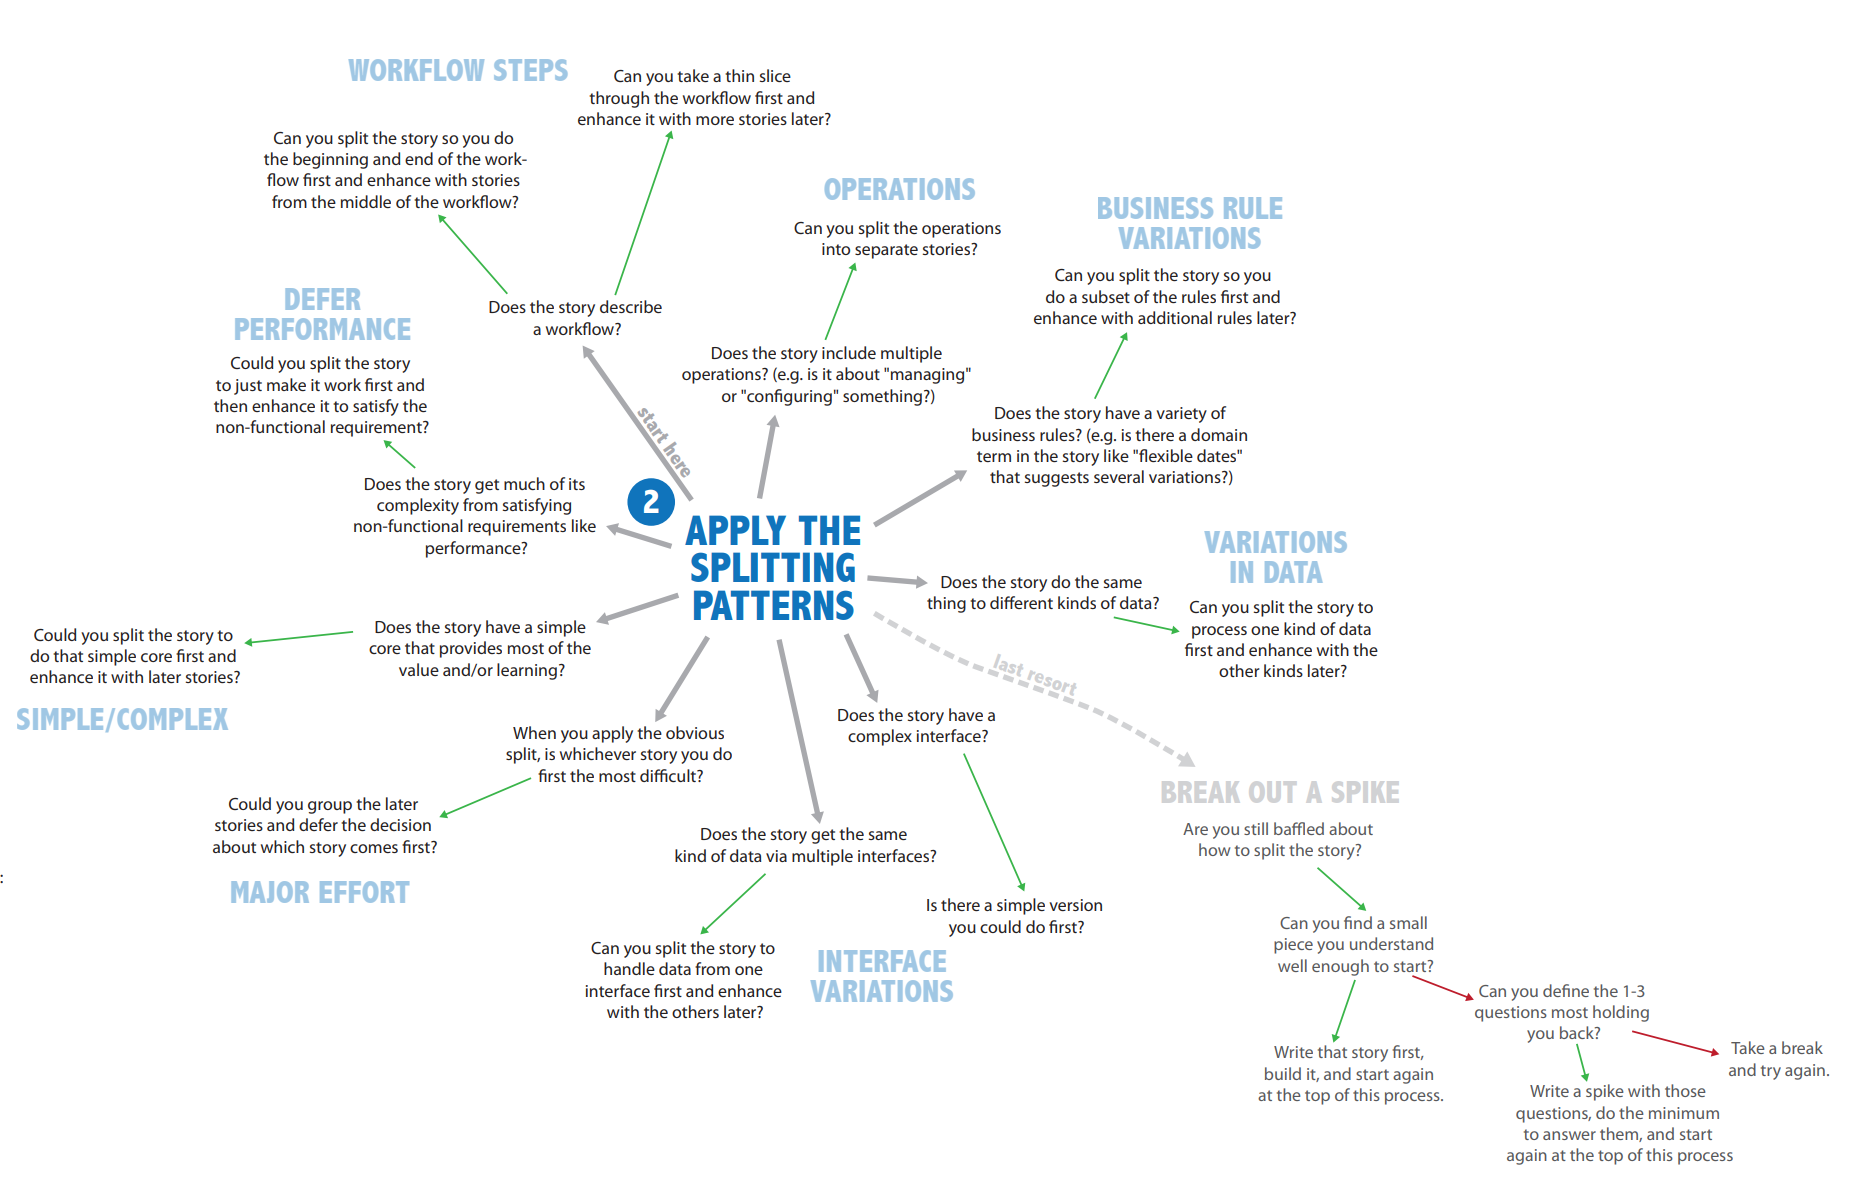 WORKFLOW STEPS
Can you take a thin slice
through the workflow first and
enhance it with more stories later?
Can you split the story so you do
the beginning and end of the work-
flow first and enhance with stories
from the middle of the workflow?
Does the story describe
a workflow?
OPERATIONS
Can you split the operations
into separate stories?
Does the story include multiple
operations? (e.g. is it about "managing"
or "configuring" something?)
BUSINESS RULE
VARIATIONS
Can you split the story so you
do a subset of the rules first and
enhance with additional rules later?
Does the story have a variety of
business rules? (e.g. is there a domain
term in the story like "flexible dates"
that suggests several variations?)
DEFER
PERFORMANCE
Could you split the story
to just make it work first and
then enhance it to satisfy the
non-functional requirement?
Does the story get much of its
complexity from satisfying
non-functional requirements like
performance?
start here
2
APPLY THE
SPLITTING
PATTERNS
VARIATIONS
IN DATA
Does the story do the same
thing to different kinds of data?
Can you split the story to
process one kind of data
first and enhance with the
other kinds later?
Does the story have a simple
core that provides most of the
value and/or learning?
Could you split the story to
do that simple core first and
enhance it with later stories?
SIMPLE/COMPLEX
last resort
When you apply the obvious
split, is whichever story you do
first the most difficult?
Could you group the later
stories and defer the decision
about which story comes first?
MAJOR EFFORT
:
Does the story have a
complex interface?
Does the story get the same
kind of data via multiple interfaces?
Is there a simple version
you could do first?
Can you split the story to
handle data from one
interface first and enhance
with the others later?
INTERFACE
VARIATIONS
BREAK OUT A SPIKE
Are you still baffled about
how to split the story?
Can you find a small
piece you understand
well enough to start?
Can you define the 1-3
questions most holding
you back?
Write that story first,
build it, and start again
at the top of this process.
Take a break
and try again.
Write a spike with those
questions, do the minimum
to answer them, and start
again at the top of this process